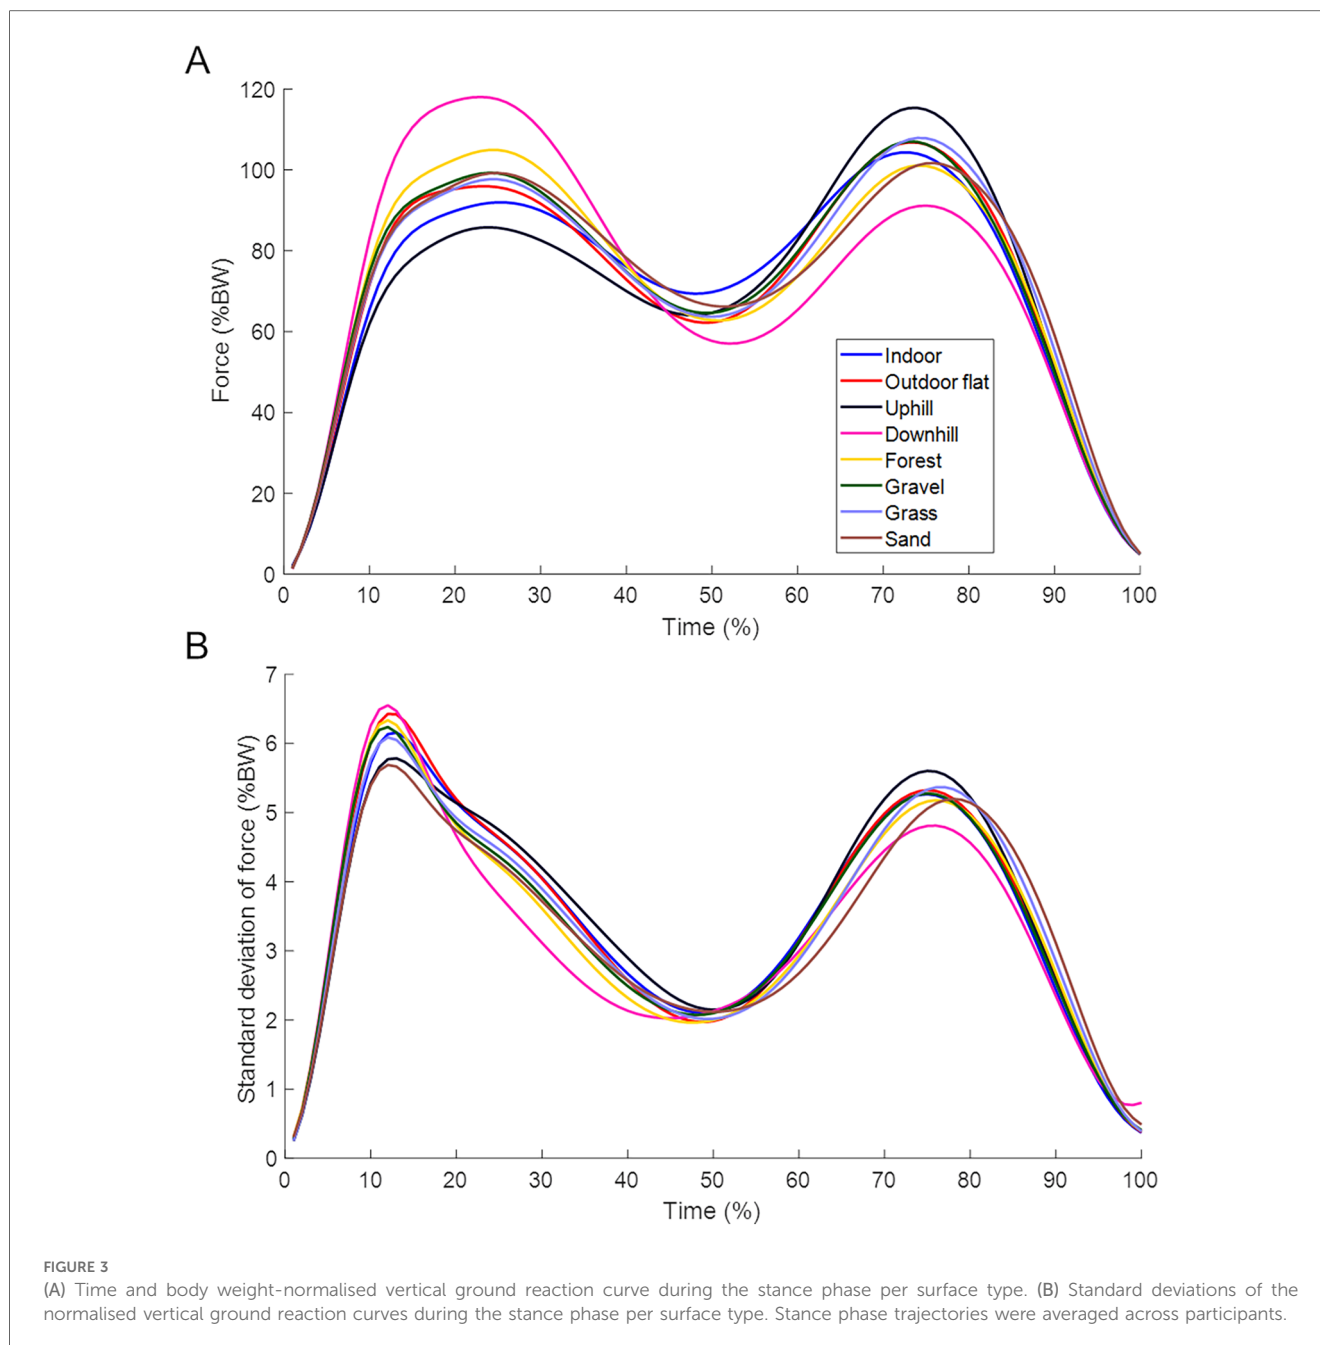 A
120
100
80
60
40
20
0
Force (%BW)
Indoor
Outdoor flat
Uphill
Downhill
Forest
Gravel
Grass
Sand
0 10 20 30 40 50 60 70 80 90 100
Time (%)
B
7
6
5
4
3
2
1
0
Standard deviation of force (%BW)
0 10 20 30 40 50 60 70 80 90 100
Time (%)
FIGURE 3
(A) Time and body weight-normalised vertical ground reaction curve during the stance phase per surface type. (B) Standard deviations of the
normalised vertical ground reaction curves during the stance phase per surface type. Stance phase trajectories were averaged across participants.